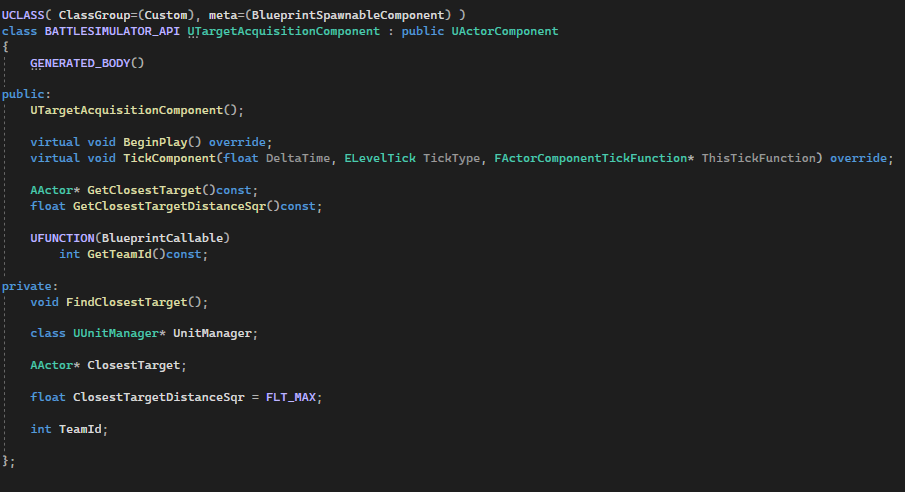 UCLASS( ClassGroup=(Custom), meta=(BlueprintSpawnableComponent) )
class BATTLESIMULATOR_API UTargetAcquisitionComponent : public UActorComponent
{
    GENERATED_BODY()

public:
    UTargetAcquisitionComponent();

    virtual void BeginPlay() override;
    virtual void TickComponent(float DeltaTime, ELevelTick TickType, FActorComponentTickFunction* ThisTickFunction) override;

    AActor* GetClosestTarget()const;
    float GetClosestTargetDistanceSqr()const;

    UFUNCTION(BlueprintCallable)
        int GetTeamId()const;

private:
    void FindClosestTarget();

    class UUnitManager* UnitManager;

    AActor* ClosestTarget;

    float ClosestTargetDistanceSqr = FLT_MAX;

    int TeamId;

};